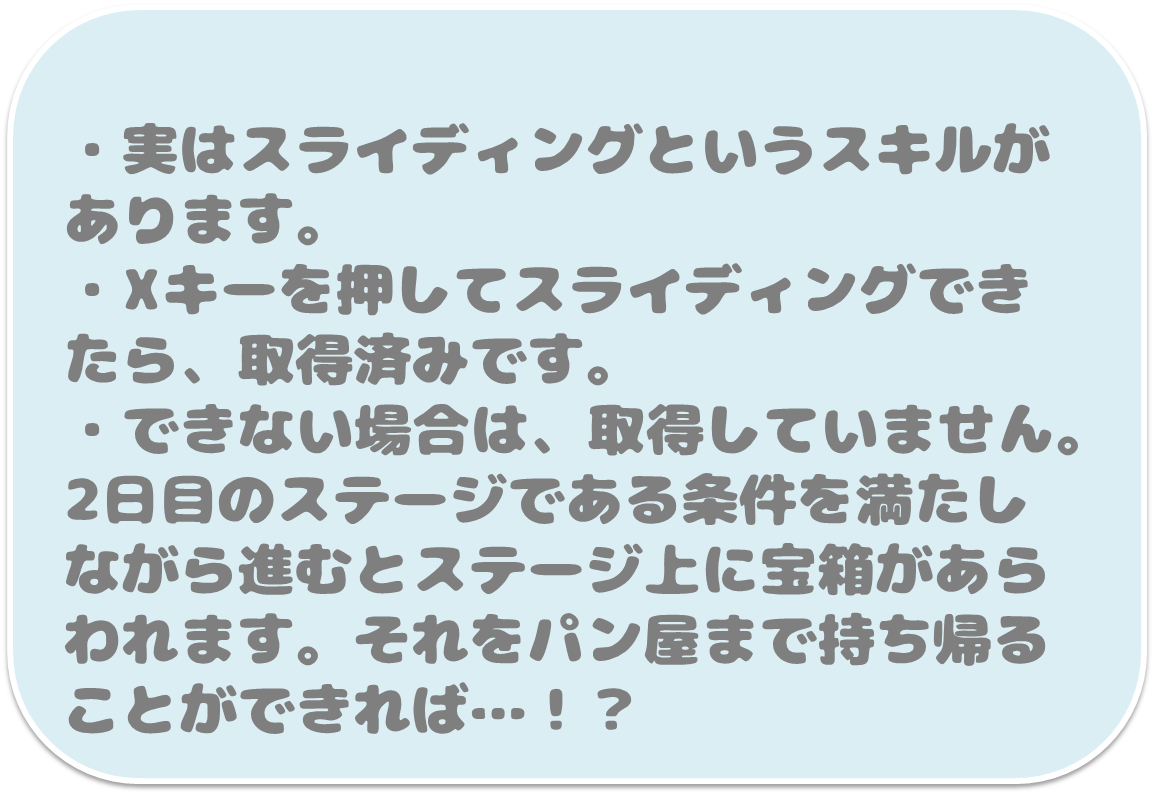 ・実はスライディングというスキルが
あります。
・Xキーを押してスライディングでき
たら、取得済みです。
・できない場合は、取得していません。
2日目のステージである条件を満たし
ながら進むとステージ上に宝箱があら
われます。それをパン屋まで持ち帰る
ことができれば…！？